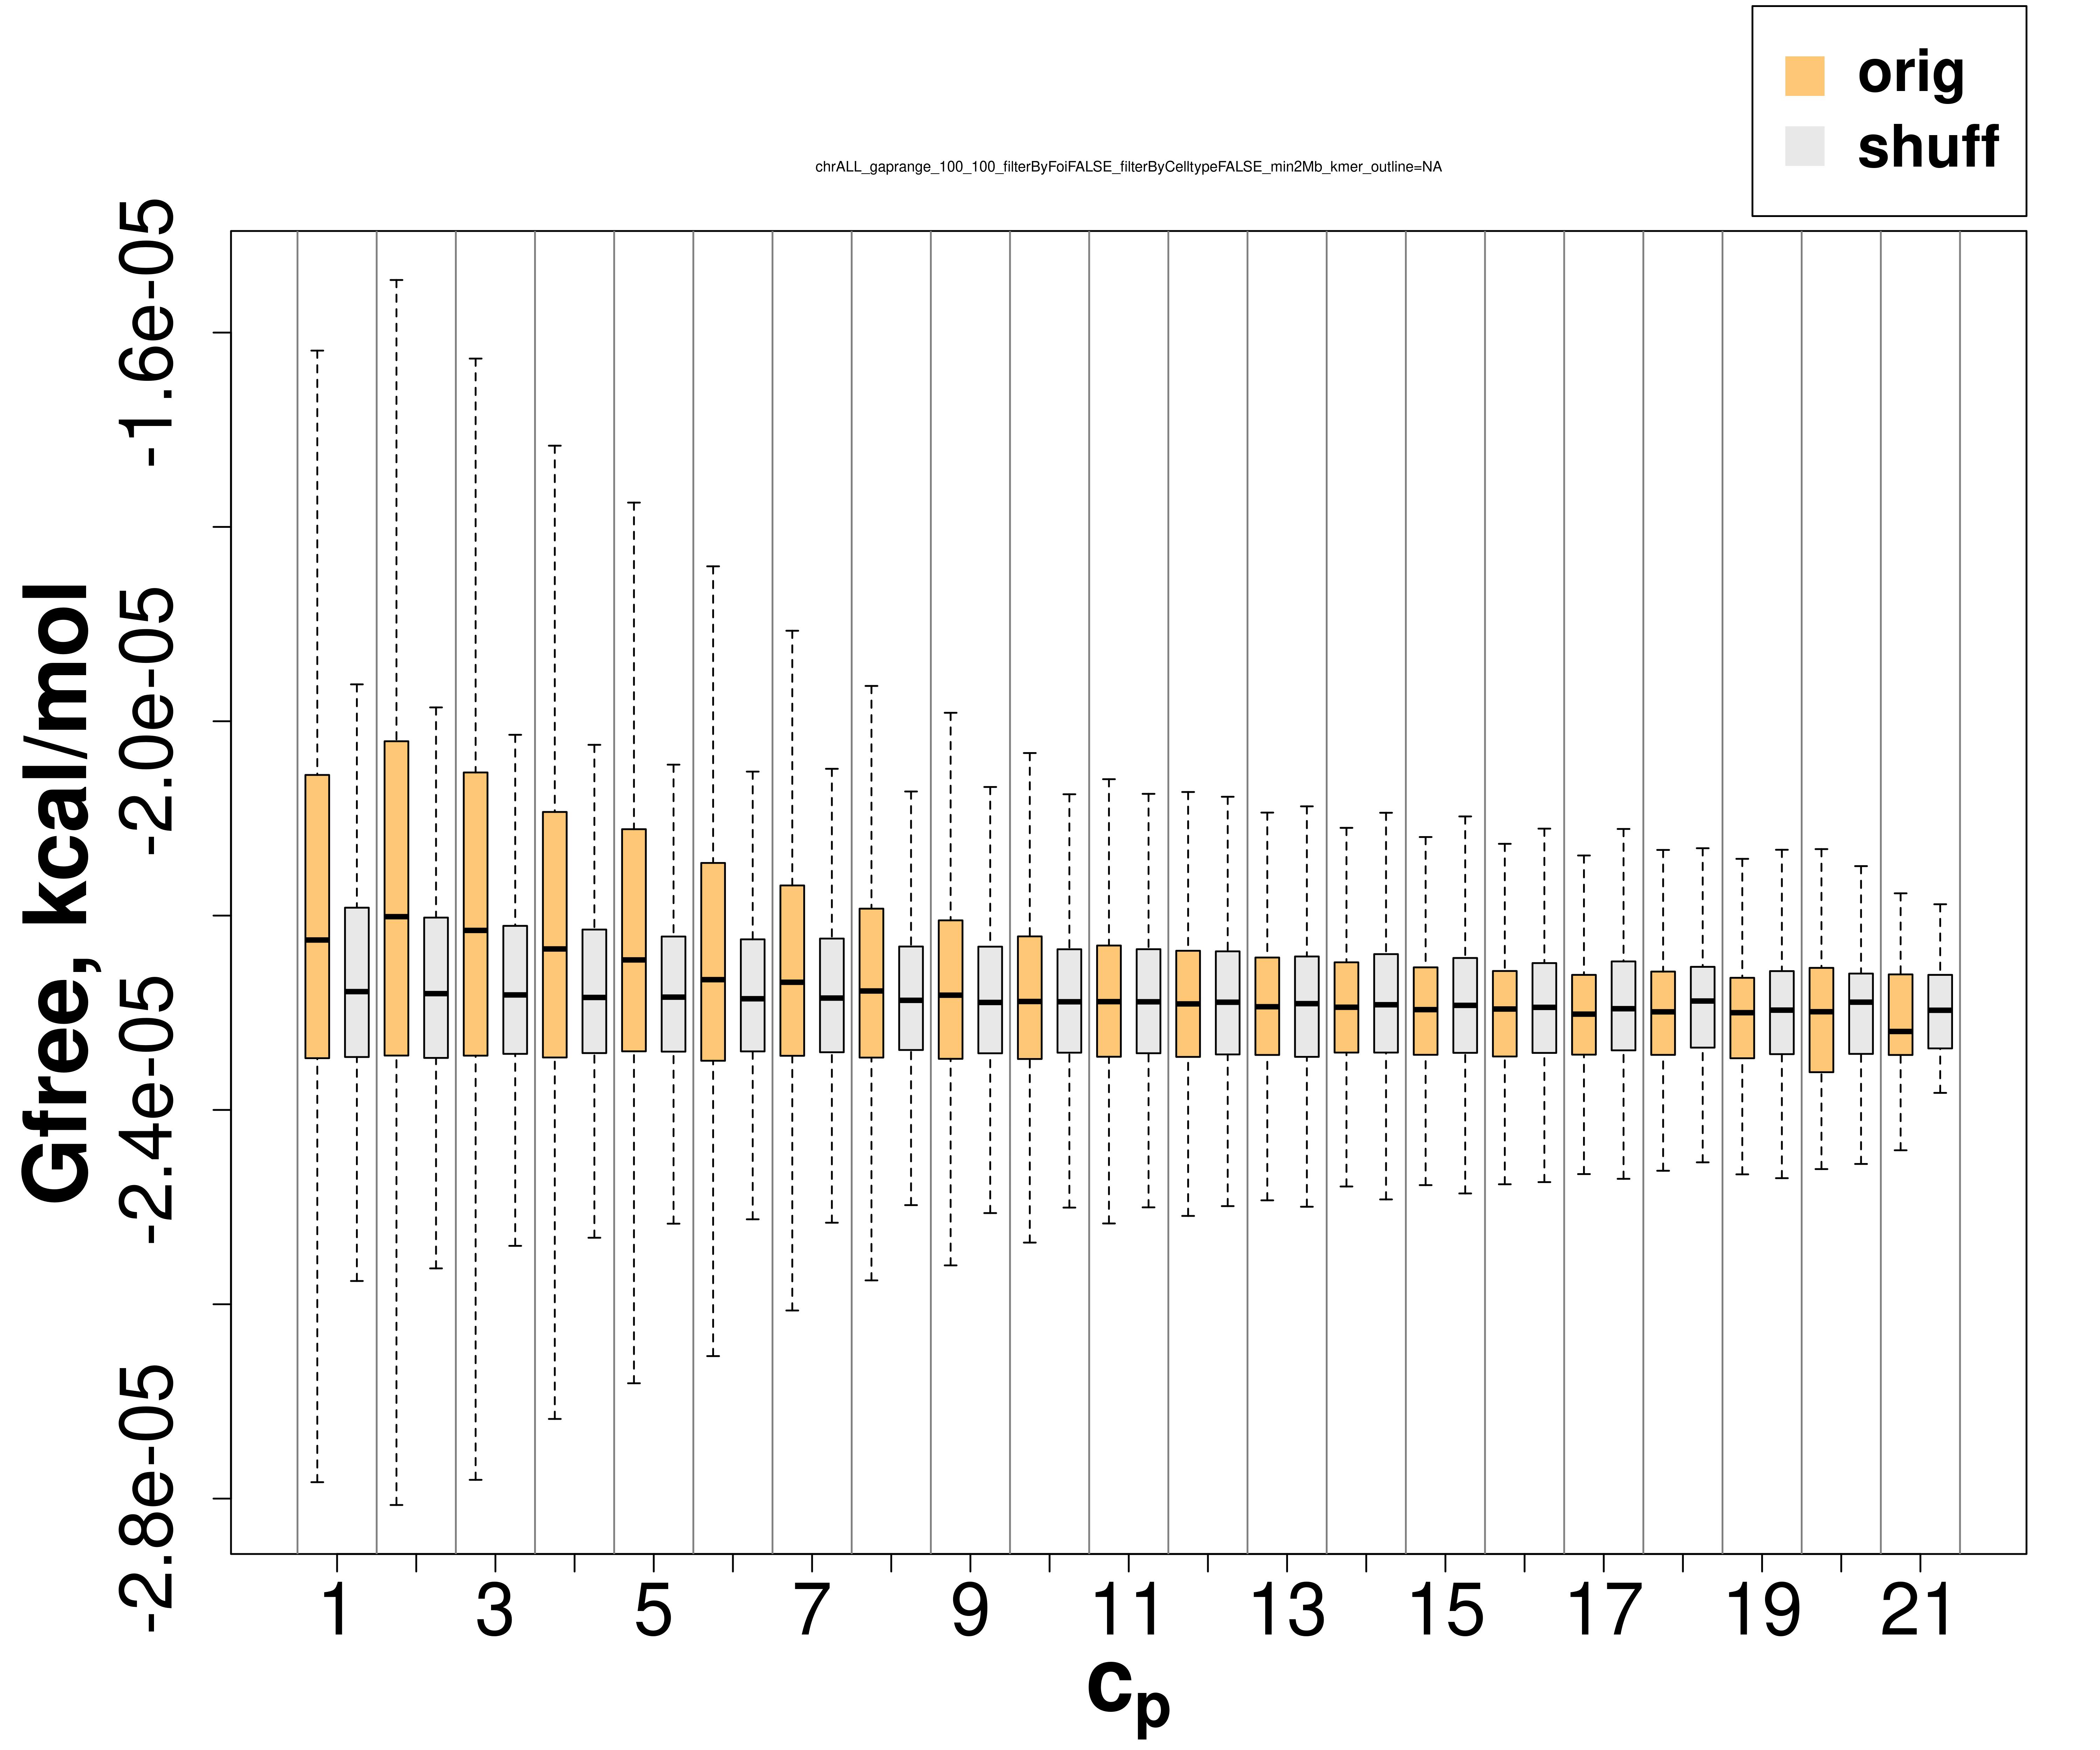 orig
shuff
chrALL_gaprange_100_100_filterByFoiFALSE_filterByCelltypeFALSE_min2Mb_kmer_outline=NA
Gfree, kcal/mol
-1.6e-05
-2.0e-05
-2.4e-05
-2.8e-05
1 3 5 7 9 11 13 15 17 19 21
cp